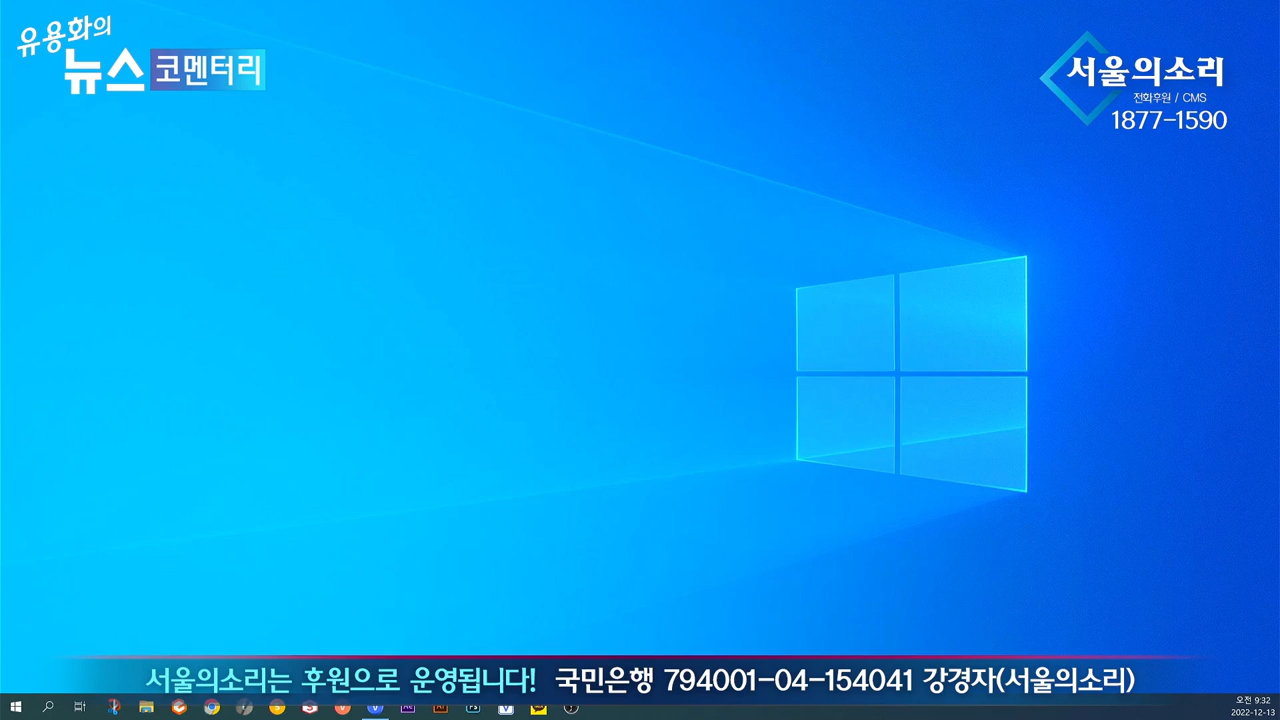 유용화의
뉴스 코멘터리
서울의소리
전화후원 / CMS
1877-1590
서울의소리는 후원으로 운영됩니다! 국민은행 794001-04-154041 강경자(서울의소리)
오전 9:32
2022-12-13